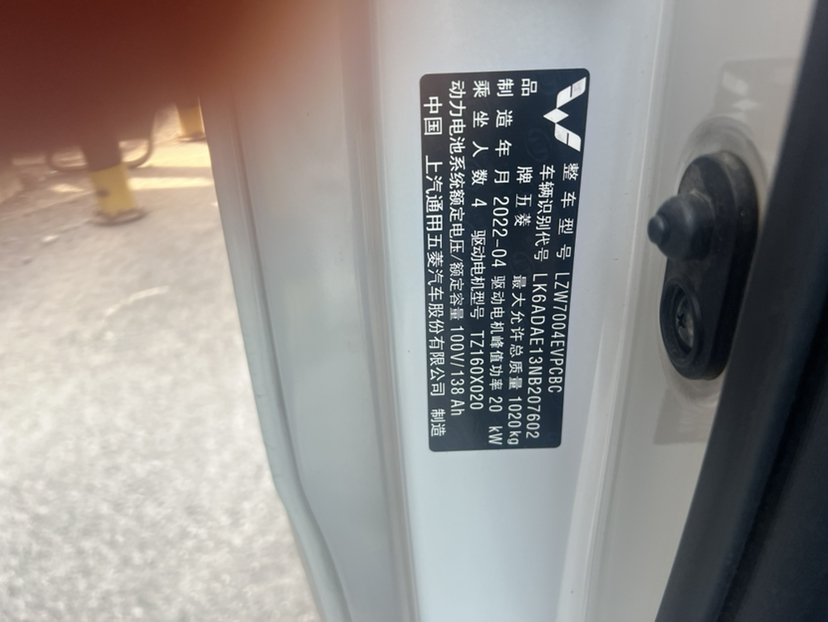 整车型号 LZW7004EVPCBC
车辆识别代号 LK6ADAE13NB207602
品牌 五菱 最大允许总质量 1020kg
制造年月 2022-04 驱动电机峰值功率 20 kW
乘坐人数 4 驱动电机型号 TZ160X020
动力电池系统额定电压/额定容量 100V/138Ah
中国 上汽通用五菱汽车股份有限公司 制造